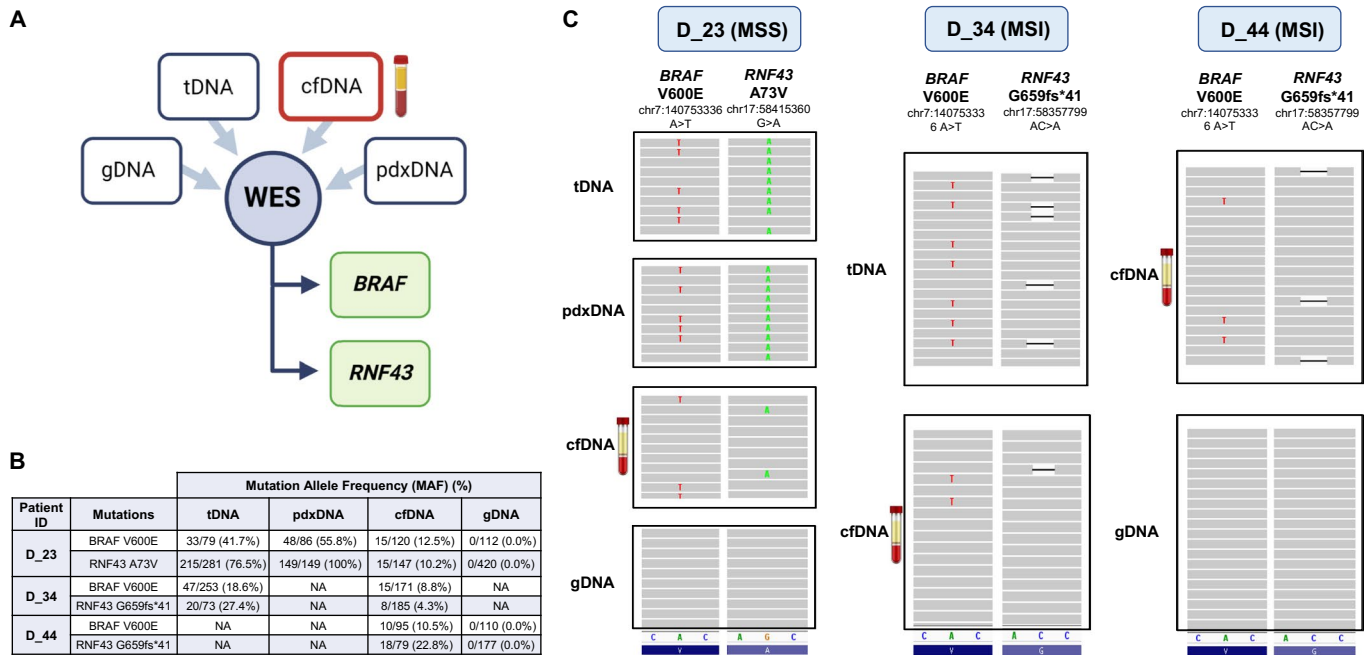 A
tDNA
cfDNA
gDNA
pdxDNA
WES
BRAF
RNF43
B
Mutation Allele Frequency (MAF) (%)
Patient ID Mutations tDNA pdxDNA cfDNA gDNA
D_23 BRAF V600E 33/79 (41.7%) 48/86 (55.8%) 15/120 (12.5%) 0/112 (0.0%)
RNF43 A73V 215/281 (76.5%) 149/149 (100%) 15/147 (10.2%) 0/420 (0.0%)
D_34 BRAF V600E 47/253 (18.6%) NA 15/171 (8.8%) NA
RNF43 G659fs*41 20/73 (27.4%) NA 8/185 (4.3%) NA
D_44 BRAF V600E NA NA 10/95 (10.5%) 0/110 (0.0%)
RNF43 G659fs*41 NA NA 18/79 (22.8%) 0/177 (0.0%)
C
D_23 (MSS)
BRAF RNF43
V600E A73V
chr7:140753336 chr17:58415360
A>T G>A
tDNA
T A
T A
A
A
A
T A
A
T A
T
A
pdxDNA
T A
A
T A
A
A
T A
T A
T A
A
A
cfDNA
T
A
A
T
T
gDNA
C A C A G C
V A
D_34 (MSI)
BRAF RNF43
V600E G659fs*41
chr7:14075333 chr17:58357799
6 A>T AC>A
tDNA
T
T
T
T
T
T
T
cfDNA
T
T
C A C A C C
V G
D_44 (MSI)
BRAF RNF43
V600E G659fs*41
chr7:14075333 chr17:58357799
6 A>T AC>A
cfDNA
T
T
T
gDNA
C A C A C C
V G